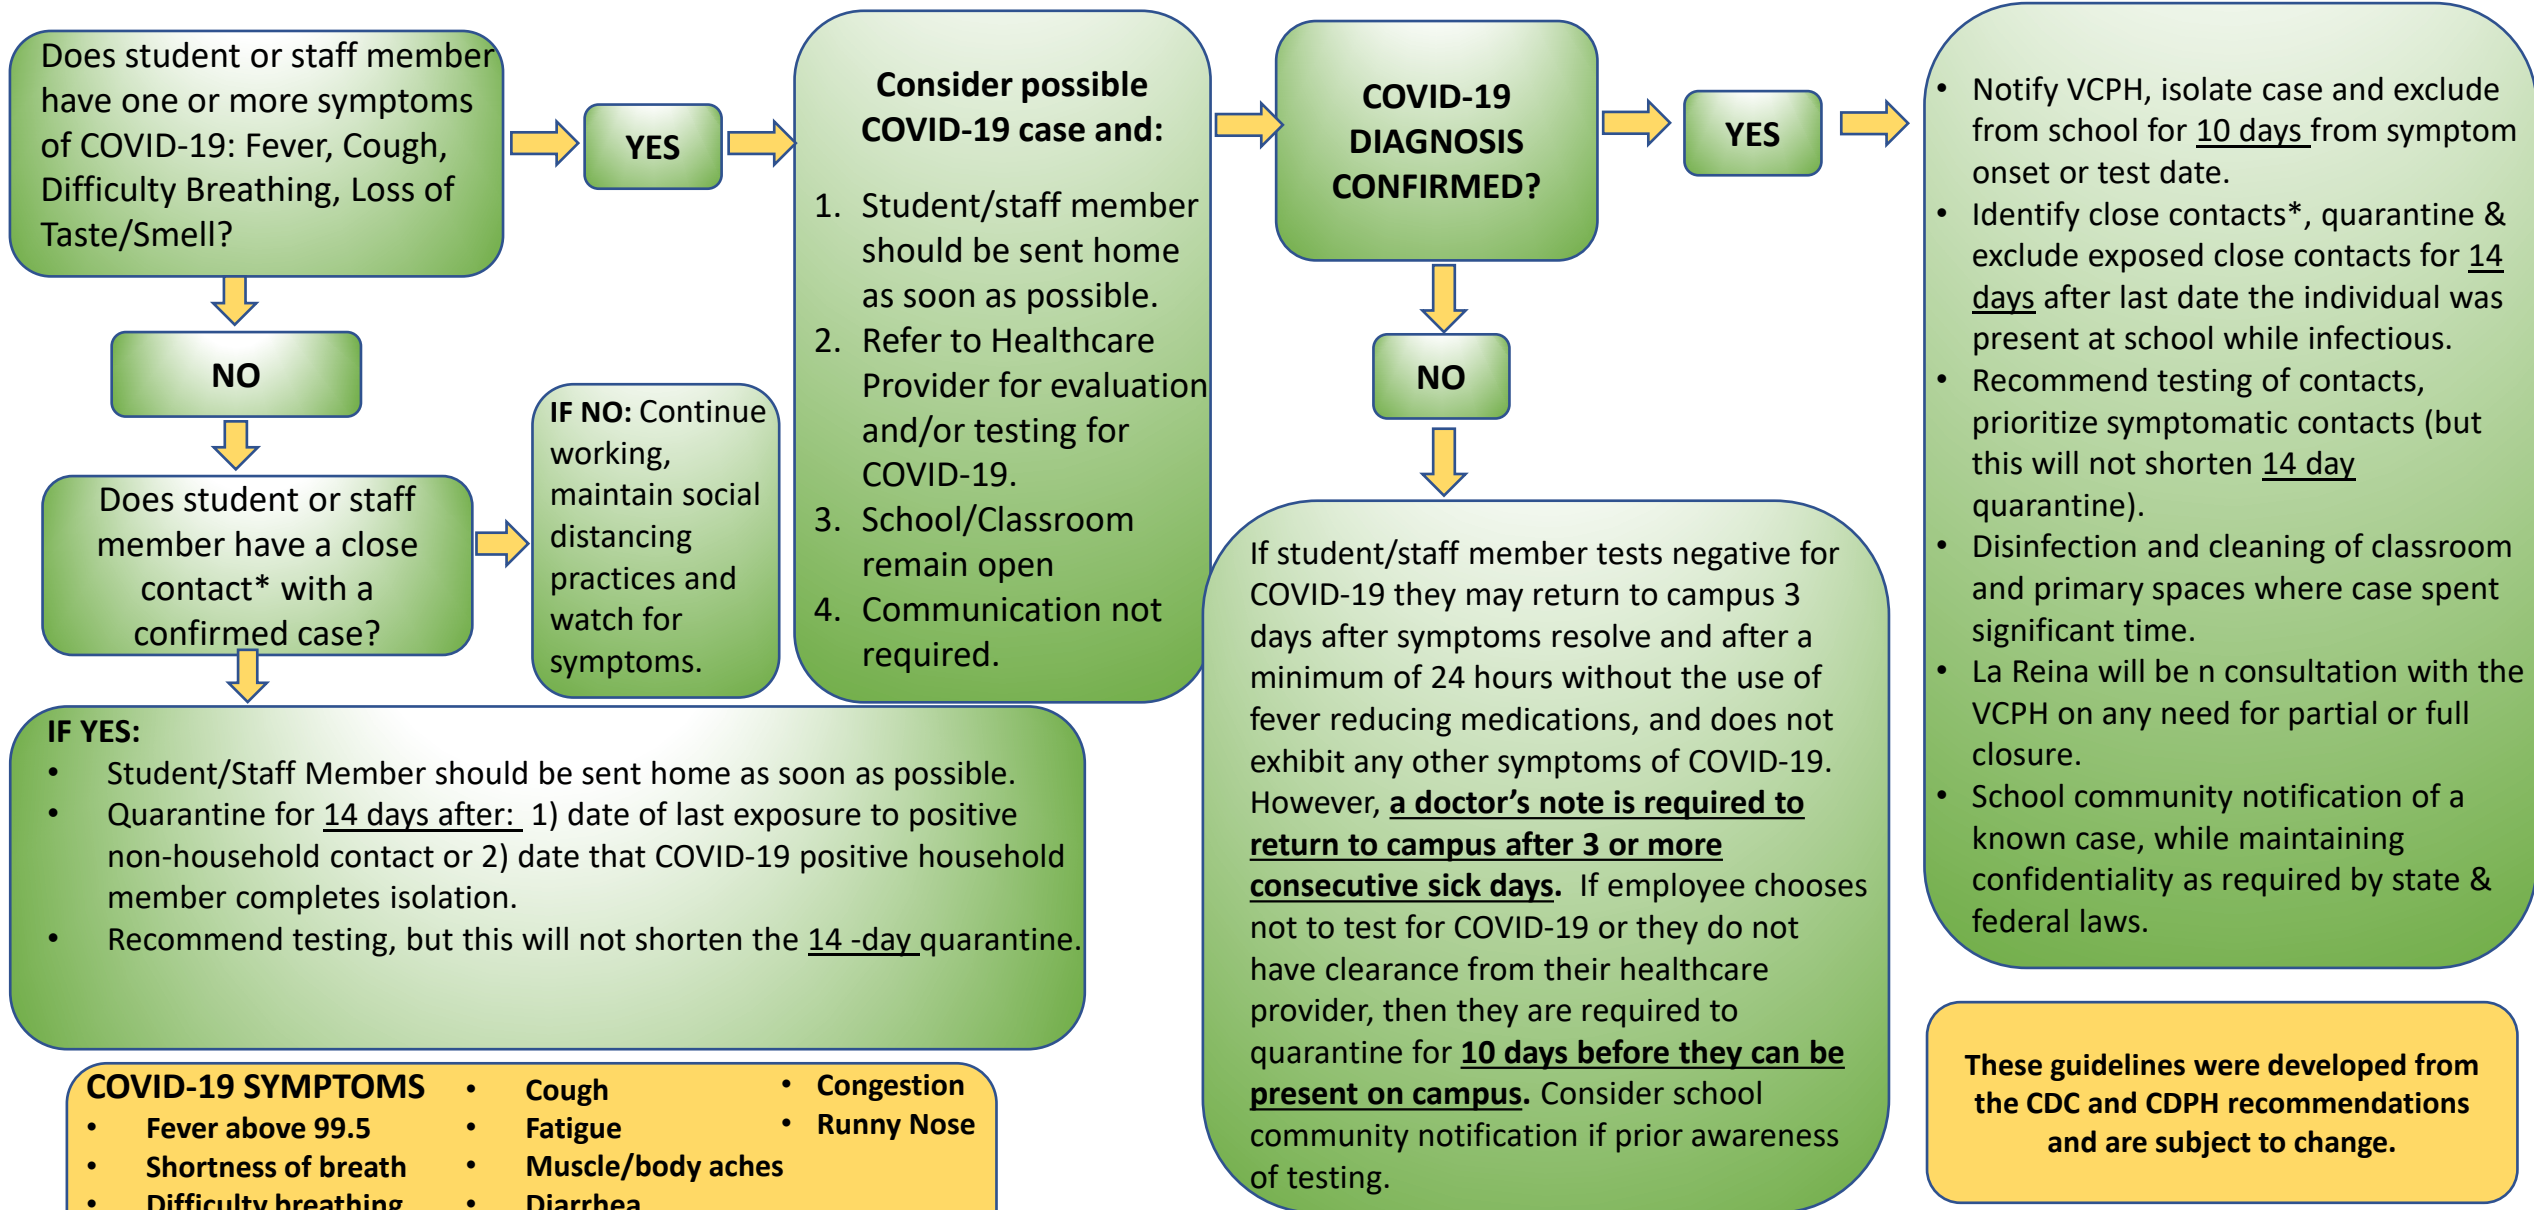 Does student or staff member
have one or more symptoms
of COVID-19: Fever, Cough,
Difficulty Breathing, Loss of
Taste/Smell?
YES
Consider possible
COVID-19 case and:
1. Student/staff member
should be sent home
as soon as possible.
2. Refer to Healthcare
Provider for evaluation
and/or testing for
COVID-19.
3. School/Classroom
remain open
4. Communication not
required.
COVID-19
DIAGNOSIS
CONFIRMED?
YES
• Notify VCPH, isolate case and exclude
from school for 10 days from symptom
onset or test date.
• Identify close contacts*, quarantine &
exclude exposed close contacts for 14
days after last date the individual was
present at school while infectious.
• Recommend testing of contacts,
prioritize symptomatic contacts (but
this will not shorten 14 day
quarantine).
• Disinfection and cleaning of classroom
and primary spaces where case spent
significant time.
• La Reina will be n consultation with the
VCPH on any need for partial or full
closure.
• School community notification of a
known case, while maintaining
confidentiality as required by state &
federal laws.
NO
Does student or staff
member have a close
contact* with a
confirmed case?
IF NO: Continue
working,
maintain social
distancing
practices and
watch for
symptoms.
NO
If student/staff member tests negative for
COVID-19 they may return to campus 3
days after symptoms resolve and after a
minimum of 24 hours without the use of
fever reducing medications, and does not
exhibit any other symptoms of COVID-19.
However, a doctor’s note is required to
return to campus after 3 or more
consecutive sick days. If employee chooses
not to test for COVID-19 or they do not
have clearance from their healthcare
provider, then they are required to
quarantine for 10 days before they can be
present on campus. Consider school
community notification if prior awareness
of testing.
IF YES:
• Student/Staff Member should be sent home as soon as possible.
• Quarantine for 14 days after: 1) date of last exposure to positive
non-household contact or 2) date that COVID-19 positive household
member completes isolation.
• Recommend testing, but this will not shorten the 14 -day quarantine.
COVID-19 SYMPTOMS
• Fever above 99.5
• Shortness of breath
• Difficulty breathing
• Cough
• Fatigue
• Muscle/body aches
• Diarrhea
• Congestion
• Runny Nose
These guidelines were developed from
the CDC and CDPH recommendations
and are subject to change.